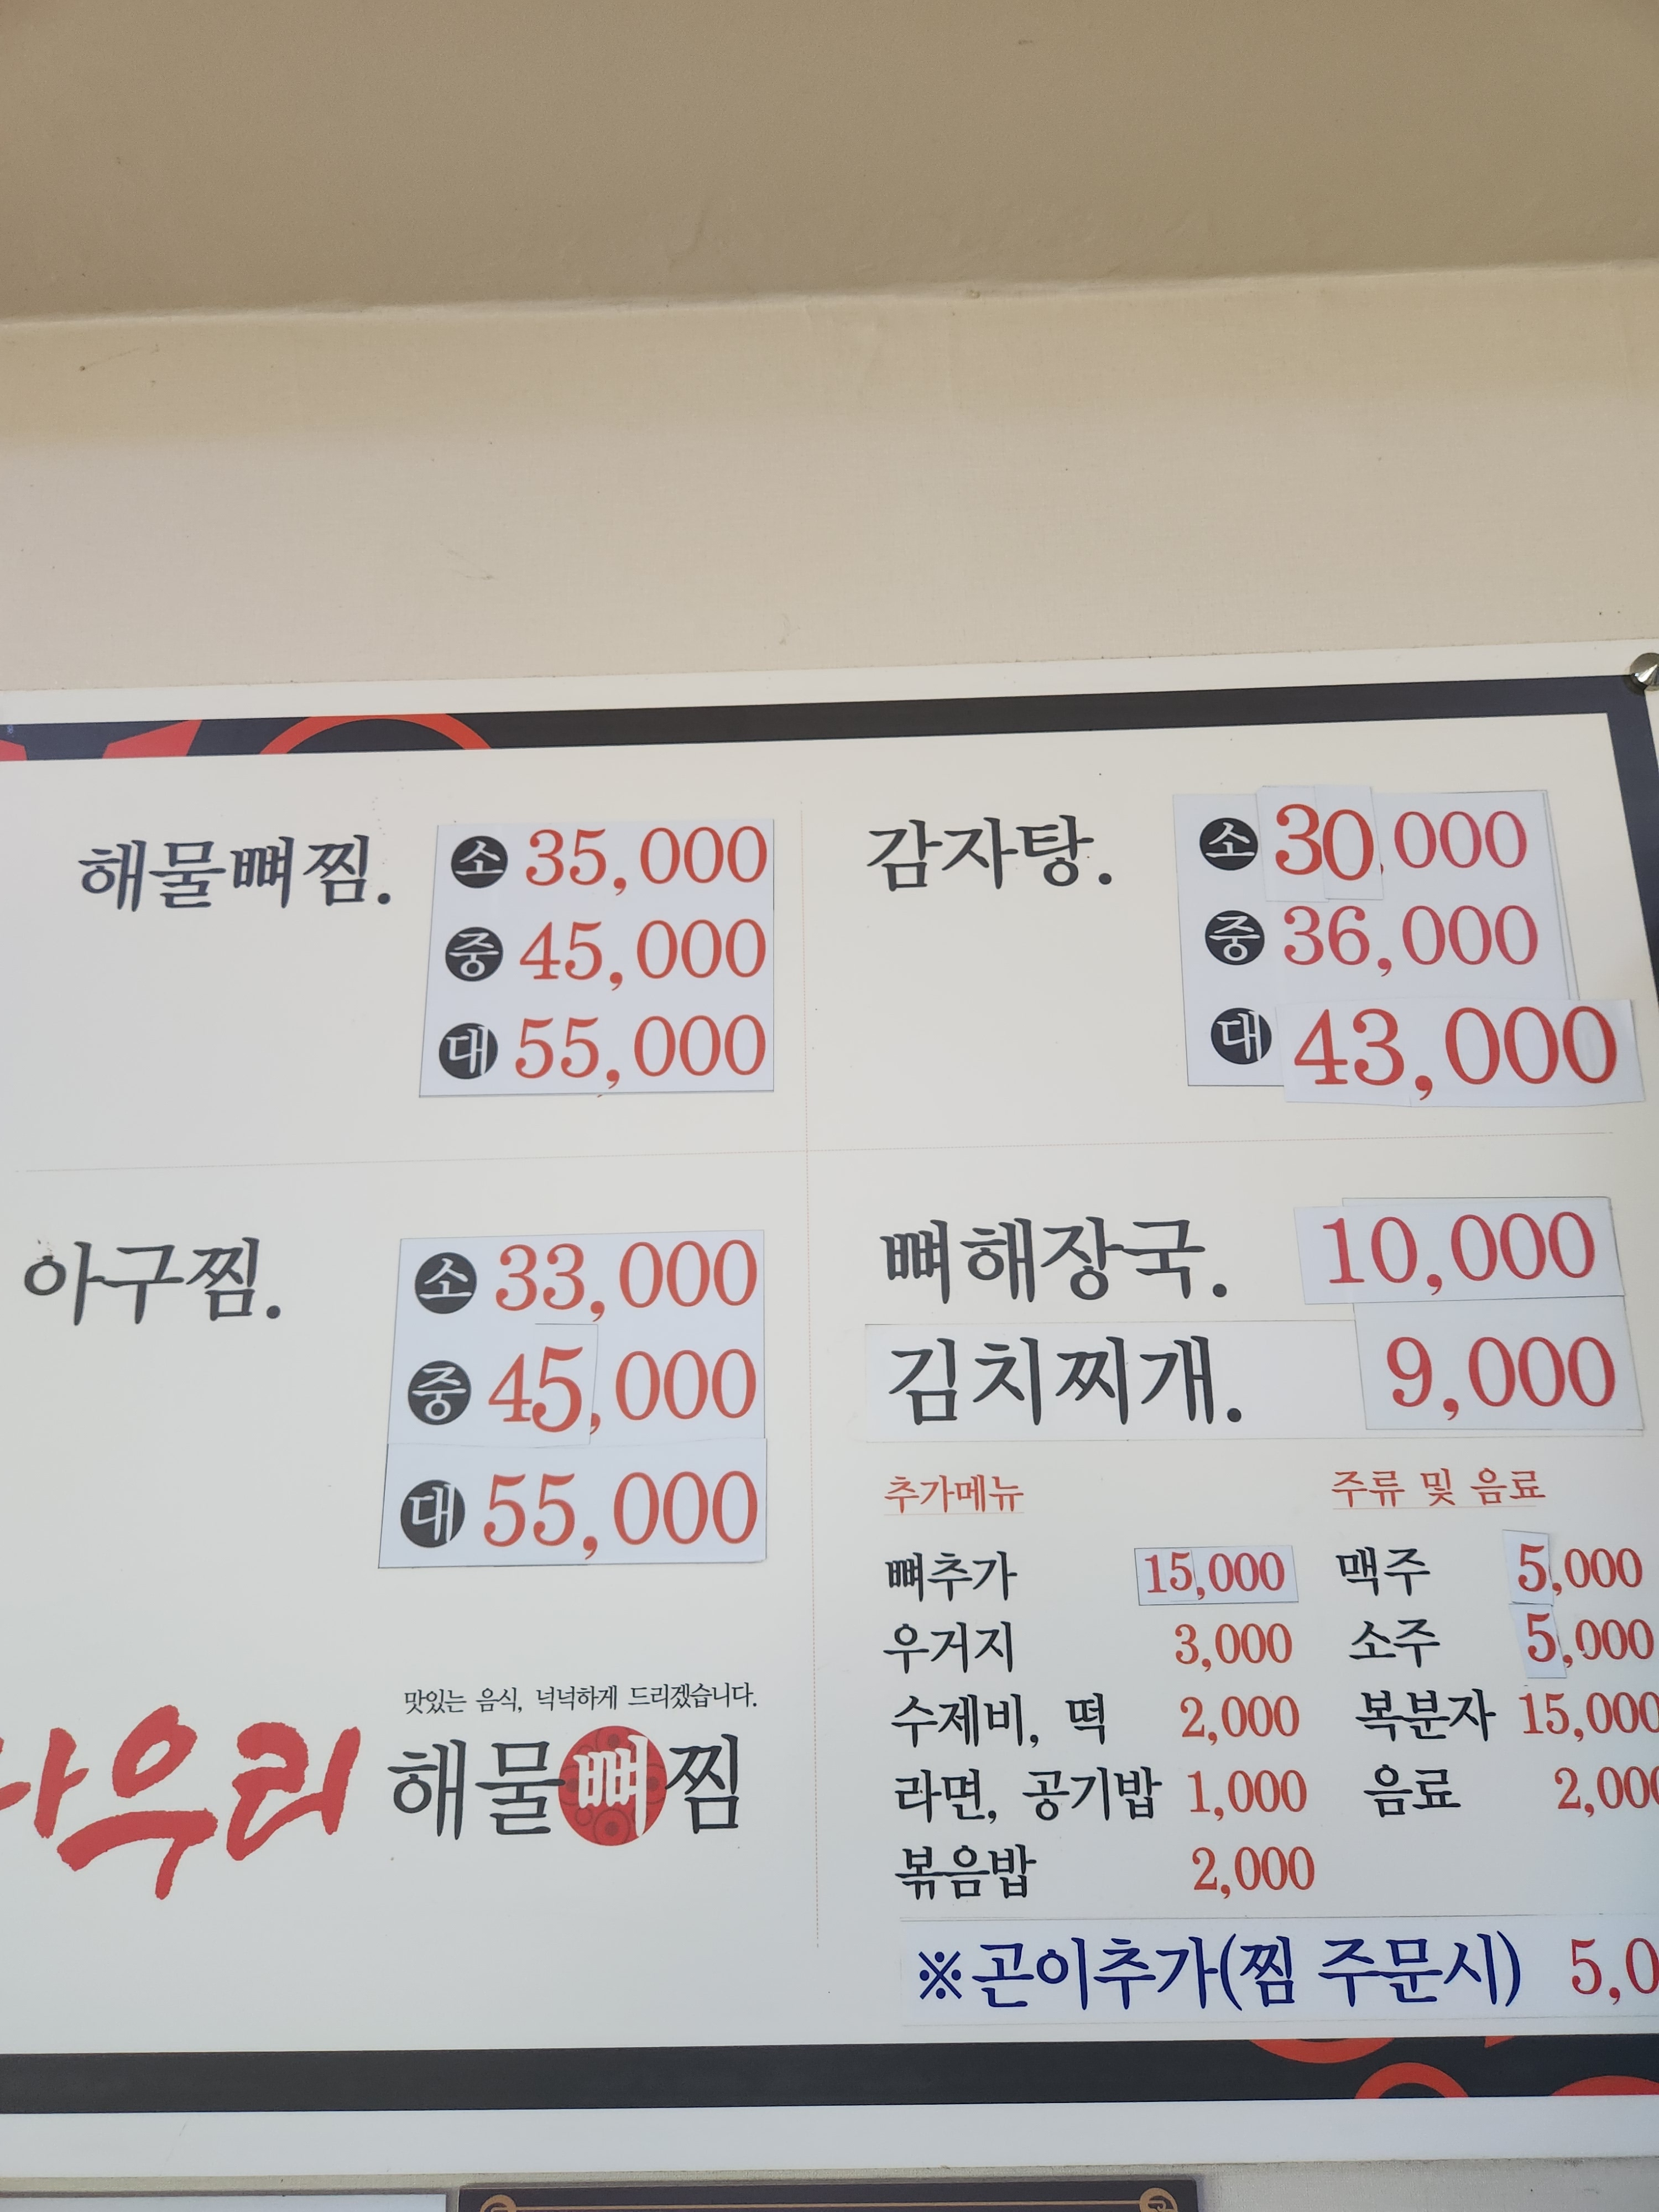 해물뼈찜. 소 35,000
중 45,000
대 55,000
감자탕. 소 30,000
중 36,000
대 43,000
아구찜. 소 33,000
중 45,000
대 55,000
뼈해장국. 10,000
김치찌개. 9,000
추가메뉴
뼈추가 15,000
우거지 3,000
수제비, 떡 2,000
라면, 공기밥 1,000
볶음밥 2,000
주류 및 음료
맥주 5,000
소주 5,000
복분자 15,000
음료 2,000
※곤이추가(찜 주문시) 5,0
맛있는 음식, 넉넉하게 드리겠습니다.
나우리 해물뼈찜